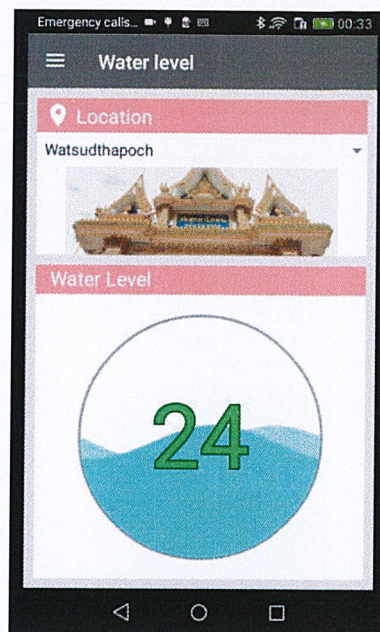 Emergency calls...
00:33
Water level
Location
Watsudthapoch
Water Level
24